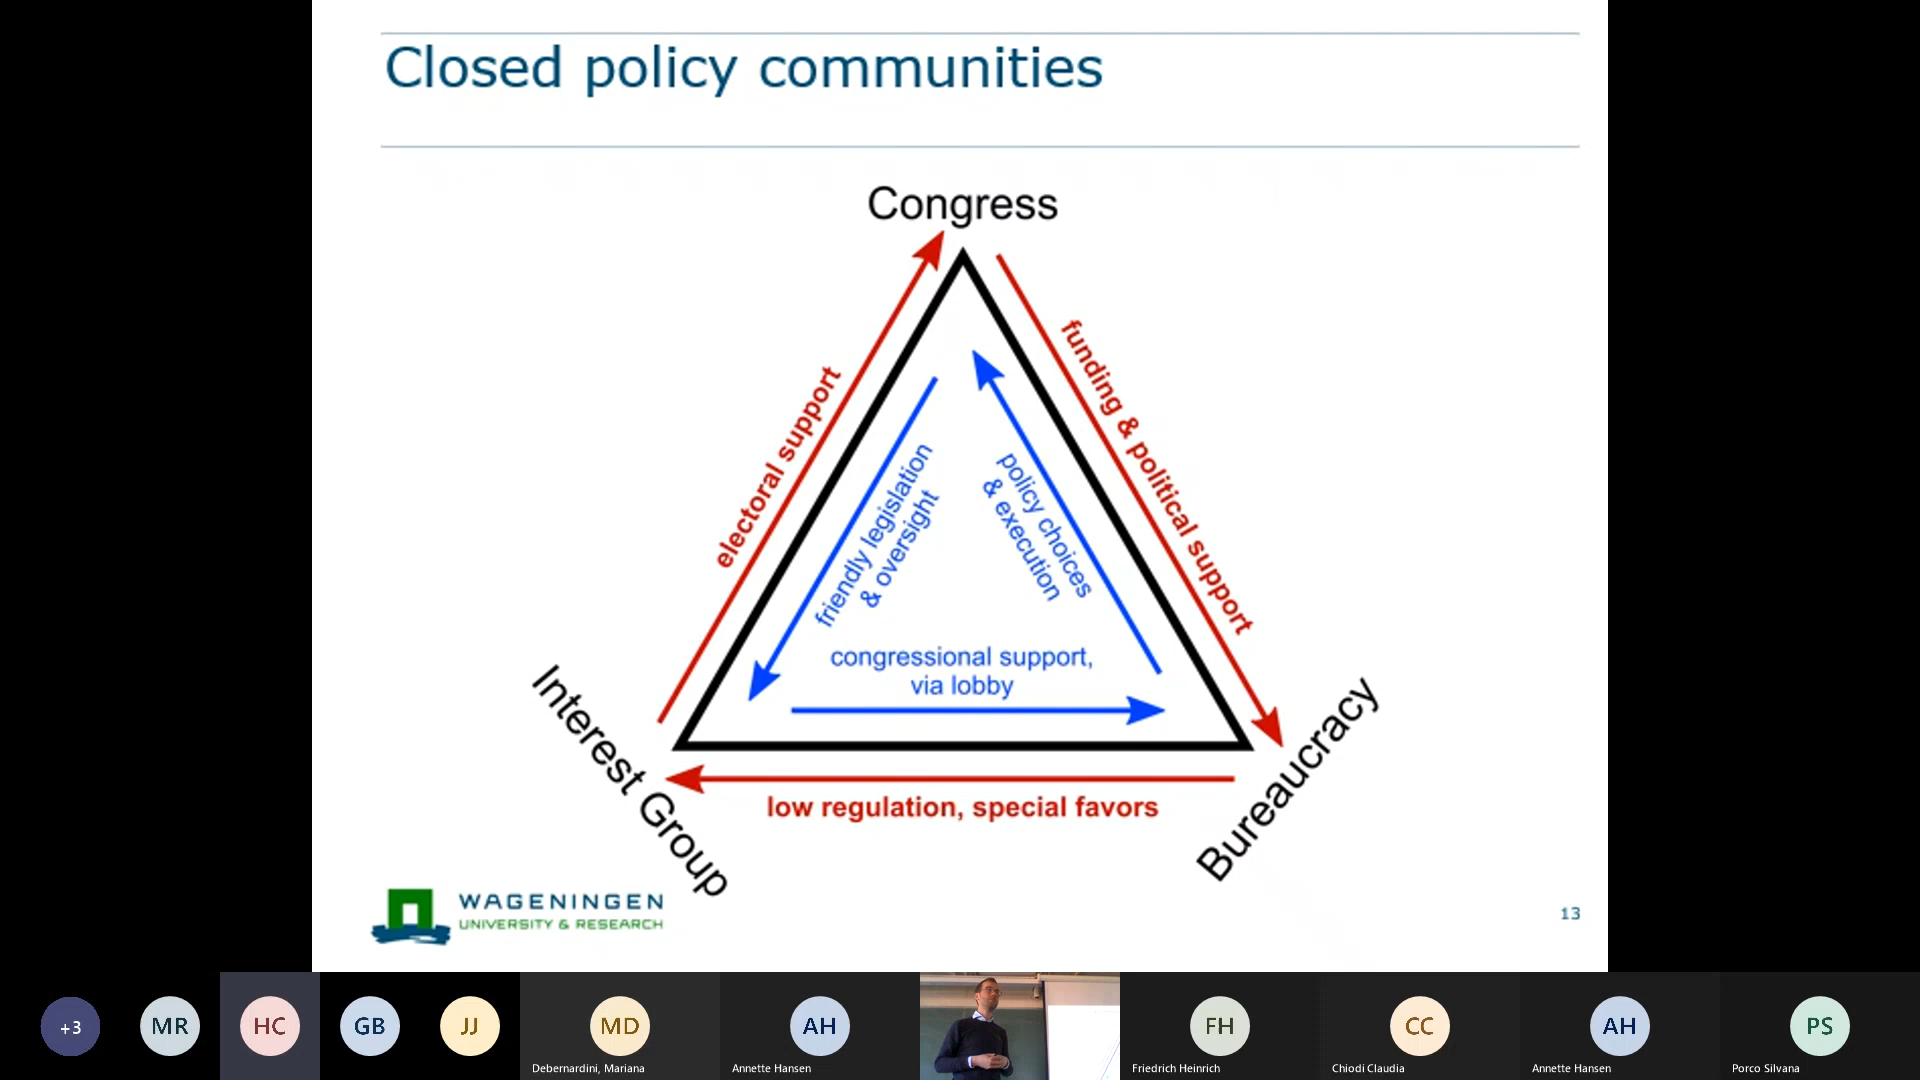 Closed policy communities
Congress
electoral support
funding & political support
friendly legislation
& oversight
policy choices
& execution
congressional support,
via lobby
Interest Group
Bureaucracy
low regulation, special favors
WAGENINGEN
UNIVERSITY & RESEARCH
13
+3
MR
HC
GB
JJ
MD
Debernardini, Mariana
AH
Annette Hansen
FH
Friedrich Heinrich
CC
Chiodi Claudia
AH
Annette Hansen
PS
Porco Silvana